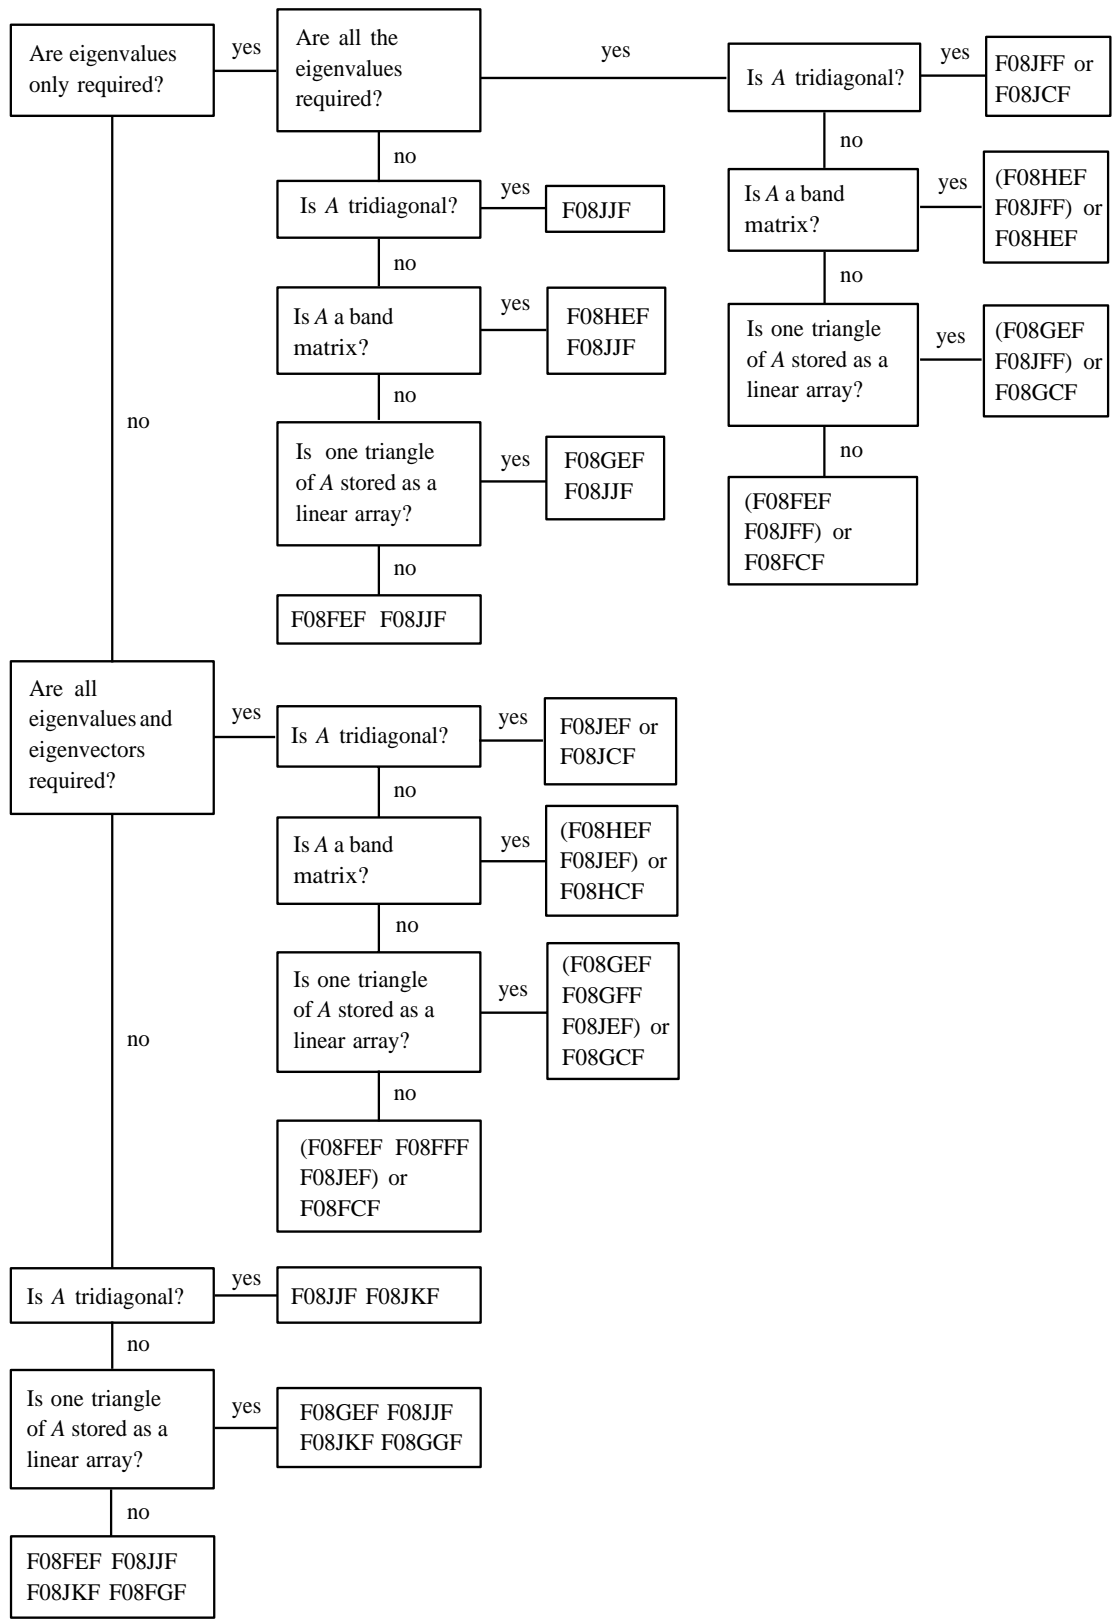 Are eigenvalues
only required?
yes
Are all the
eigenvalues
required?
yes
Is A tridiagonal?
yes
F08JFF or
F08JCF
no
no
Is A tridiagonal?
yes
F08JJF
Is A a band
matrix?
yes
(F08HEF
F08JFF) or
F08HEF
no
no
Is A a band
matrix?
yes
F08HEF
F08JJF
Is one triangle
of A stored as a
linear array?
yes
(F08GEF
F08JFF) or
F08GCF
no
no
no
Is one triangle
of A stored as a
linear array?
yes
F08GEF
F08JJF
(F08FEF
F08JFF) or
F08FCF
no
F08FEF F08JJF
Are all
eigenvalues and
eigenvectors
required?
yes
Is A tridiagonal?
yes
F08JEF or
F08JCF
no
Is A a band
matrix?
yes
(F08HEF
F08JEF) or
F08HCF
no
Is one triangle
of A stored as a
linear array?
yes
(F08GEF
F08GFF
F08JEF) or
F08GCF
no
no
(F08FEF F08FFF
F08JEF) or
F08FCF
Is A tridiagonal?
yes
F08JJF F08JKF
no
Is one triangle
of A stored as a
linear array?
yes
F08GEF F08JJF
F08JKF F08GGF
no
F08FEF F08JJF
F08JKF F08FGF